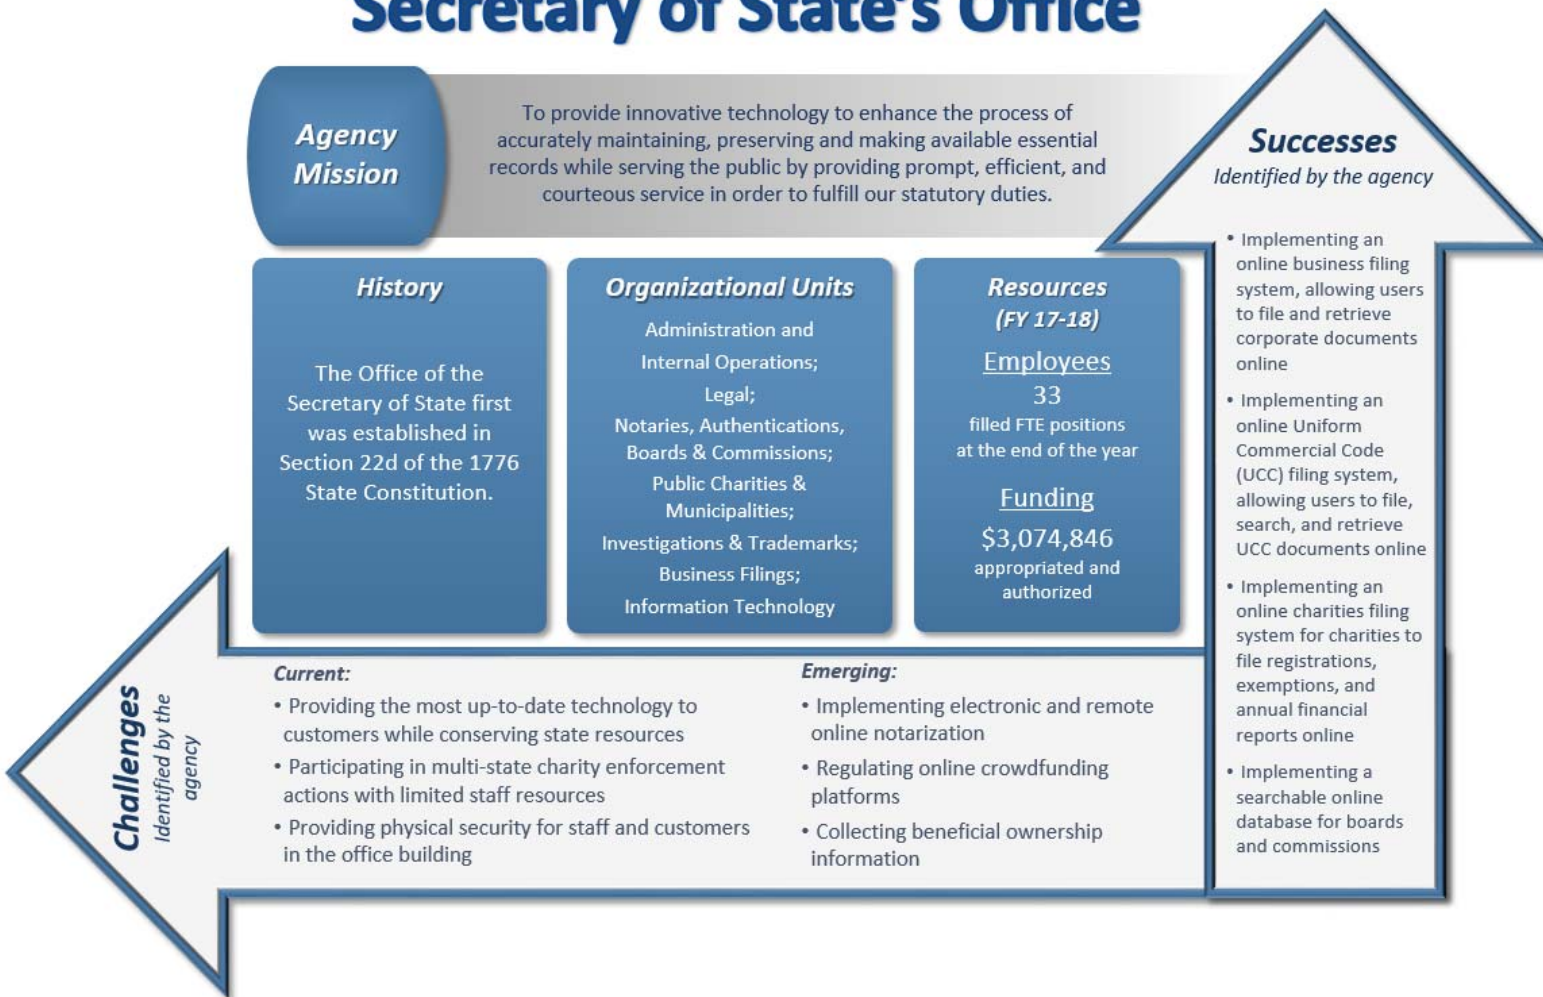 Secretary of State's Office
Agency
Mission
To provide innovative technology to enhance the process of
accurately maintaining, preserving and making available essential
records while serving the public by providing prompt, efficient, and
courteous service in order to fulfill our statutory duties.
History
The Office of the
Secretary of State first
was established in
Section 22d of the 1776
State Constitution.
Organizational Units
Administration and
Internal Operations;
Legal;
Notaries, Authentications,
Boards & Commissions;
Public Charities &
Municipalities;
Investigations & Trademarks;
Business Filings;
Information Technology
Resources
(FY 17-18)
Employees
33
filled FTE positions
at the end of the year
Funding
$3,074,846
appropriated and
authorized
Successes
Identified by the agency
• Implementing an
online business filing
system, allowing users
to file and retrieve
corporate documents
online
• Implementing an
online Uniform
Commercial Code
(UCC) filing system,
allowing users to file,
search, and retrieve
UCC documents online
• Implementing an
online charities filing
system for charities to
file registrations,
exemptions, and
annual financial
reports online
• Implementing a
searchable online
database for boards
and commissions
Challenges
Identified by the
agency
Current:
• Providing the most up-to-date technology to
customers while conserving state resources
• Participating in multi-state charity enforcement
actions with limited staff resources
• Providing physical security for staff and customers
in the office building
Emerging:
• Implementing electronic and remote
online notarization
• Regulating online crowdfunding
platforms
• Collecting beneficial ownership
information